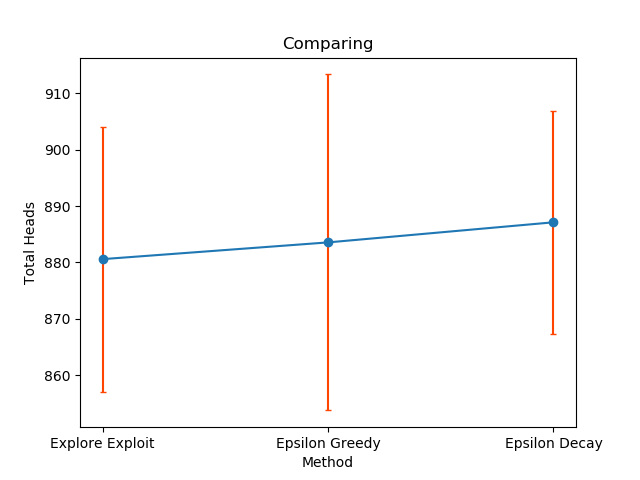 Comparing
910
900
890
880
870
860
Total Heads
Explore Exploit
Epsilon Greedy
Epsilon Decay
Method